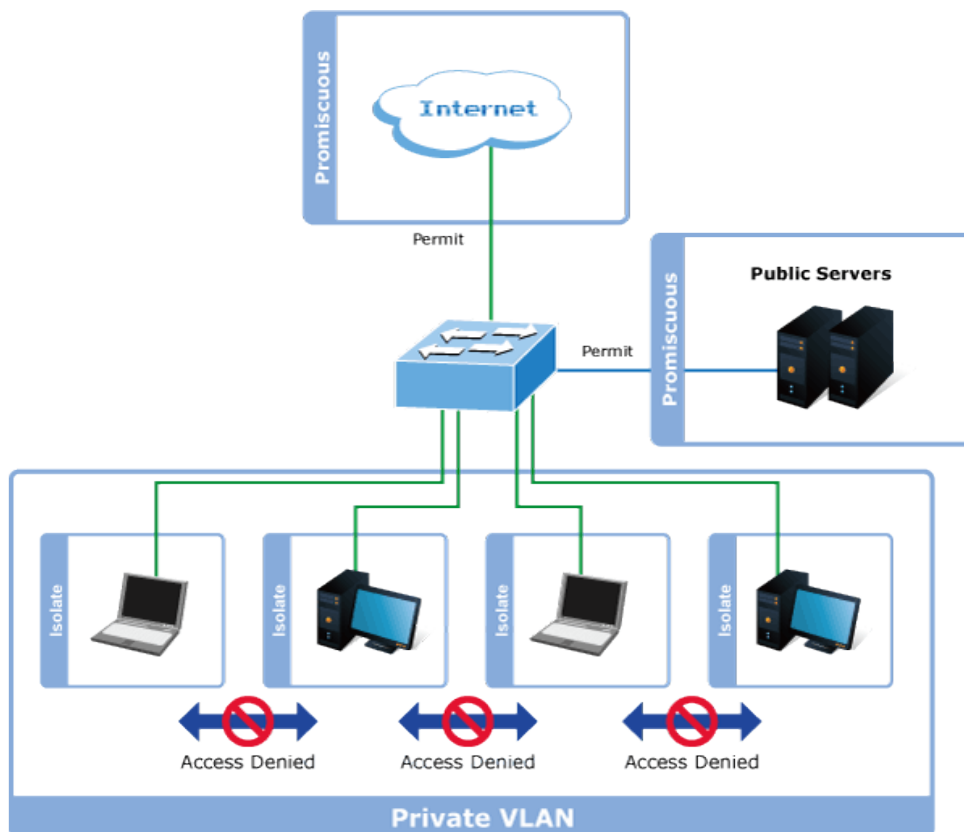 Promiscuous
Internet
Permit
Promiscuous
Public Servers
Permit
Isolate
Isolate
Isolate
Isolate
Access Denied
Access Denied
Access Denied
Private VLAN